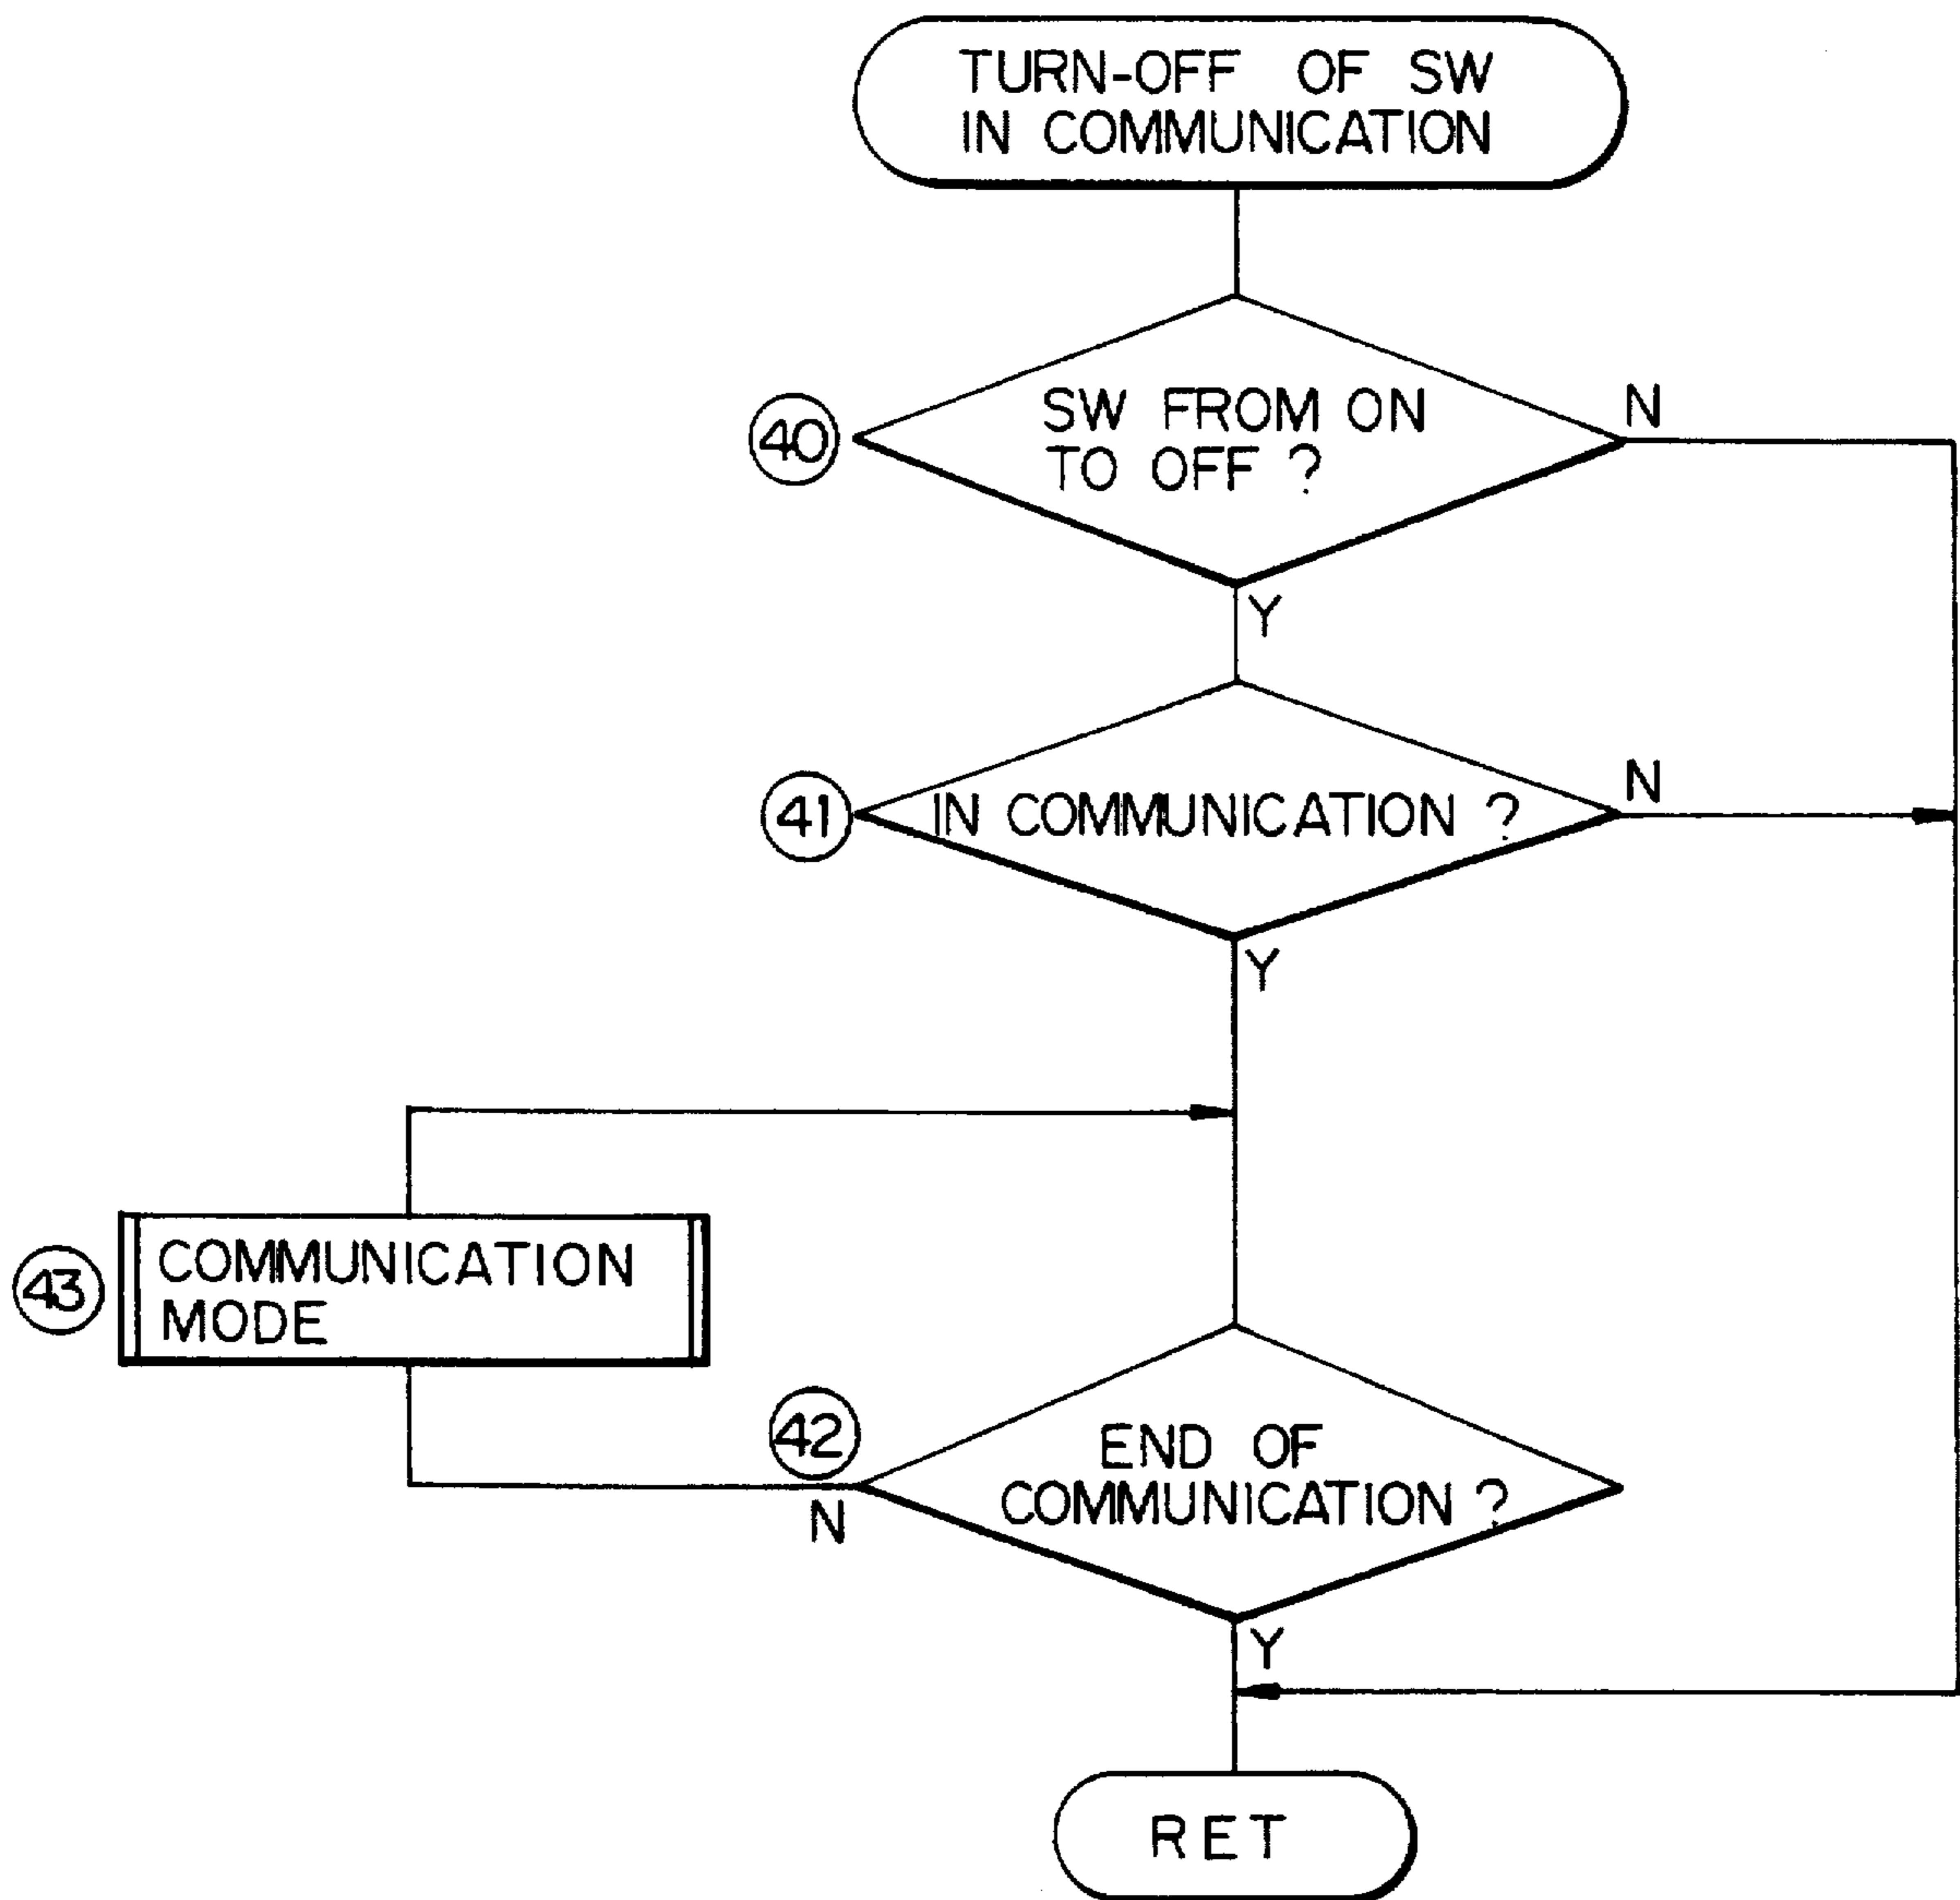 TURN-OFF OF SW
IN COMMUNICATION
40
SW FROM ON
TO OFF ?
N
Y
41
IN COMMUNICATION ?
N
Y
43
COMMUNICATION
MODE
42
END OF
COMMUNICATION ?
N
Y
RET